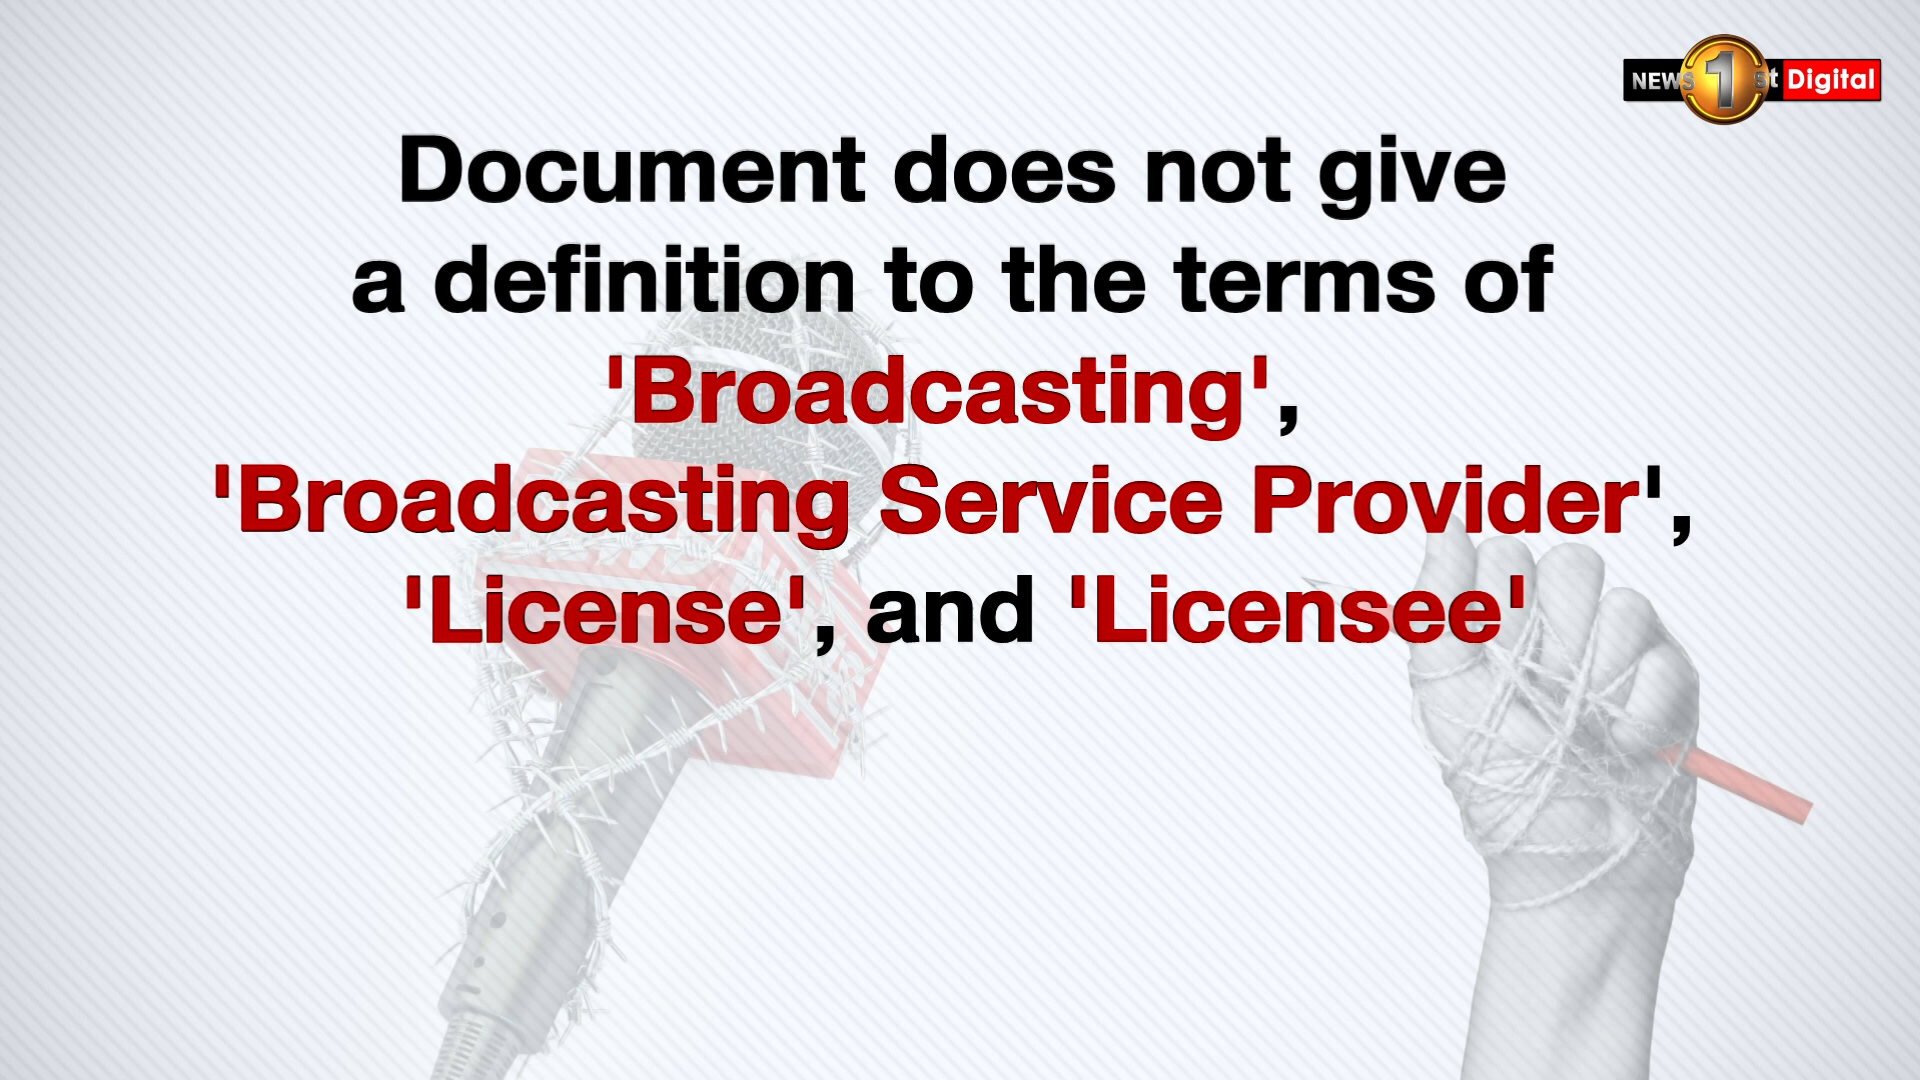 NEWS 1st Digital
Document does not give
a definition to the terms of
'Broadcasting',
'Broadcasting Service Provider',
'License', and 'Licensee'